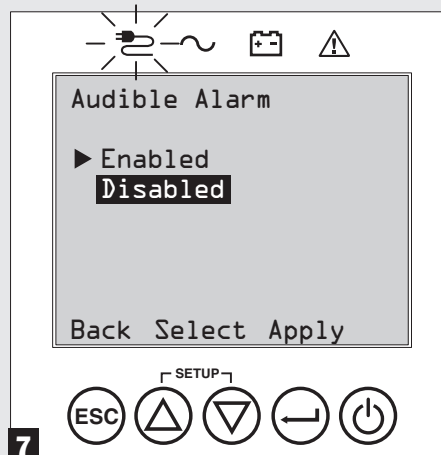 Audible Alarm
▶ Enabled
Disabled
Back Select Apply
SETUP
ESC
7